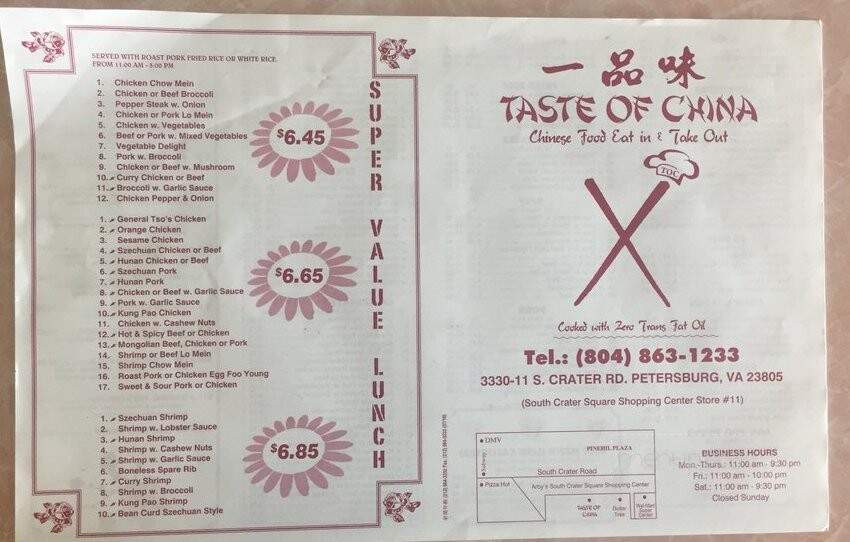 SERVED WITH ROAST PORK FRIED RICE OR WHITE RICE
FROM 11:00 AM - 3:00 PM
1. Chicken Chow Mein
2. Chicken or Beef Broccoli
3. Pepper Steak w. Onion
4. Chicken or Pork Lo Mein
5. Chicken w. Vegetables
6. Beef or Pork w. Mixed Vegetables
7. Vegetable Delight
8. Pork w. Broccoli
9. Chicken or Beef w. Mushroom
10. Curry Chicken or Beef
11. Broccoli w. Garlic Sauce
12. Chicken Pepper & Onion
$6.45
1. General Tso's Chicken
2. Orange Chicken
3. Sesame Chicken
4. Szechuan Chicken or Beef
5. Hunan Chicken or Beef
6. Szechuan Pork
7. Hunan Pork
8. Chicken or Beef w. Garlic Sauce
9. Pork w. Garlic Sauce
10. Kung Pao Chicken
11. Chicken w. Cashew Nuts
12. Hot & Spicy Beef or Chicken
13. Mongolian Beef, Chicken or Pork
14. Shrimp or Beef Lo Mein
15. Shrimp Chow Mein
16. Roast Pork or Chicken Egg Foo Young
17. Sweet & Sour Pork or Chicken
$6.65
1. Szechuan Shrimp
2. Shrimp w. Lobster Sauce
3. Hunan Shrimp
4. Shrimp w. Cashew Nuts
5. Shrimp w. Garlic Sauce
6. Boneless Spare Rib
7. Curry Shrimp
8. Shrimp w. Broccoli
9. Kung Pao Shrimp
10. Bean Curd Szechuan Style
$6.85
SUPER VALUE LUNCH
一品味
TASTE OF CHINA
Chinese Food Eat in & Take Out
TOC
Cooked with Zero Trans Fat Oil
Tel.: (804) 863-1233
3330-11 S. CRATER RD. PETERSBURG, VA 23805
(South Crater Square Shopping Center Store #11)
DMV
PINEHIL PLAZA
Subway
South Crater Road
Pizza Hut
Arby's South Crater Square Shopping Center
TASTE OF
CHINA
Dollar
Tree
Wal-Mart
Super
Center
BUSINESS HOURS
Mon.-Thurs.: 11:00 am - 9:30 pm
Fri.: 11:00 am - 10:00 pm
Sat.: 11:00 am - 9:30 pm
Closed Sunday